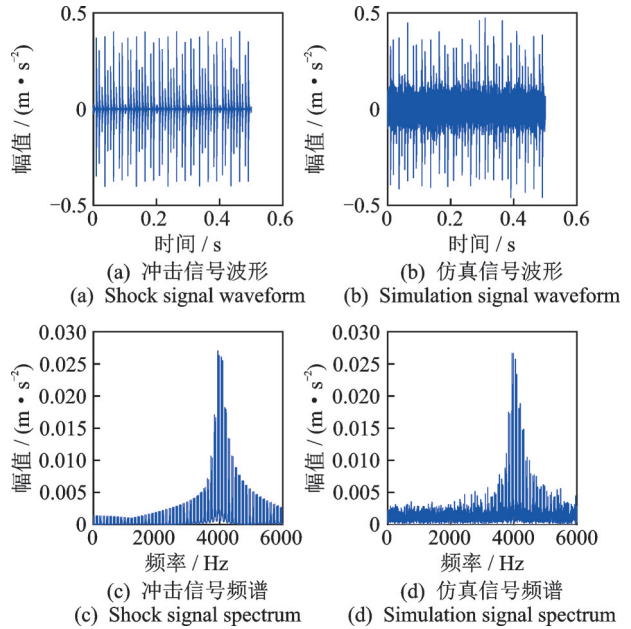 0.5
0
−0.5
幅值 / (m • s⁻²)
0 0.2 0.4 0.6
时间 / s
(a) 冲击信号波形
(a) Shock signal waveform
0.5
0
−0.5
幅值 / (m • s⁻²)
0 0.2 0.4 0.6
时间 / s
(b) 仿真信号波形
(b) Simulation signal waveform
0.030
0.025
0.020
0.015
0.010
0.005
0
幅值 / (m • s⁻²)
0 2000 4000 6000
频率 / Hz
(c) 冲击信号频谱
(c) Shock signal spectrum
0.030
0.025
0.020
0.015
0.010
0.005
0
幅值 / (m • s⁻²)
0 2000 4000 6000
频率 / Hz
(d) 仿真信号频谱
(d) Simulation signal spectrum